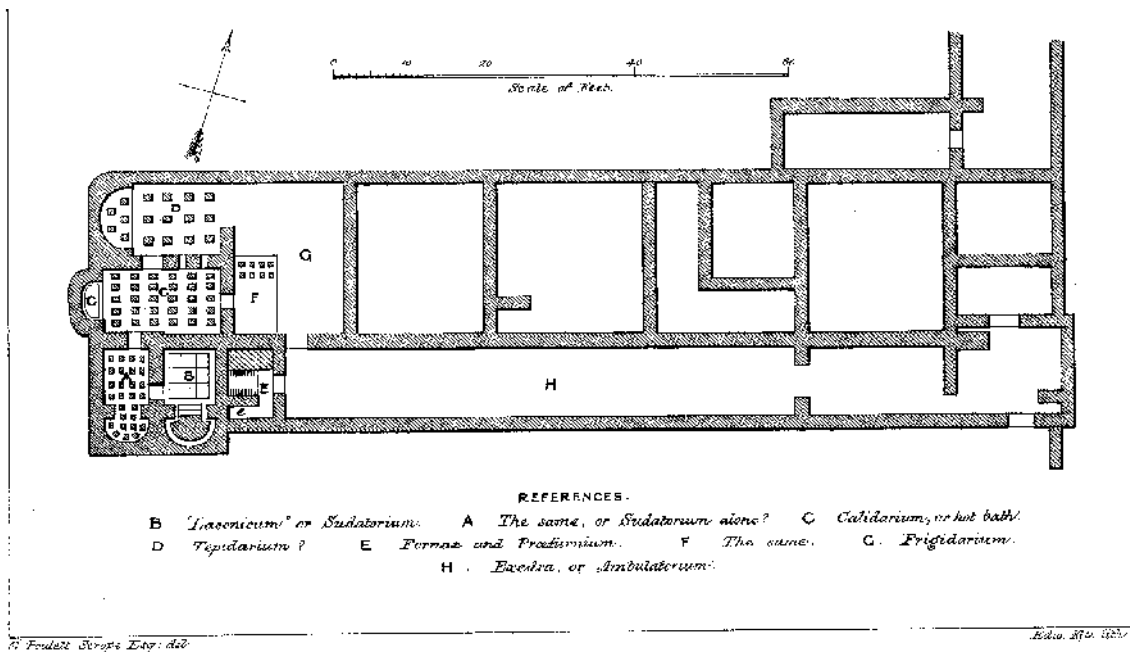 0 10 20 40 60
Scale of Feet.
D
C
C
G
F
A
B
E
e
H
REFERENCES.
B "Laconicum" or Sudatorium. A The same, or Sudatorium alone? C Calidarium, or hot bath.
D Tepidarium? E Fornax and Præfurnium. F The same. G. Frigidarium.
H. Exedra, or Ambulatorium.
G Poulett Scrope Esq: del